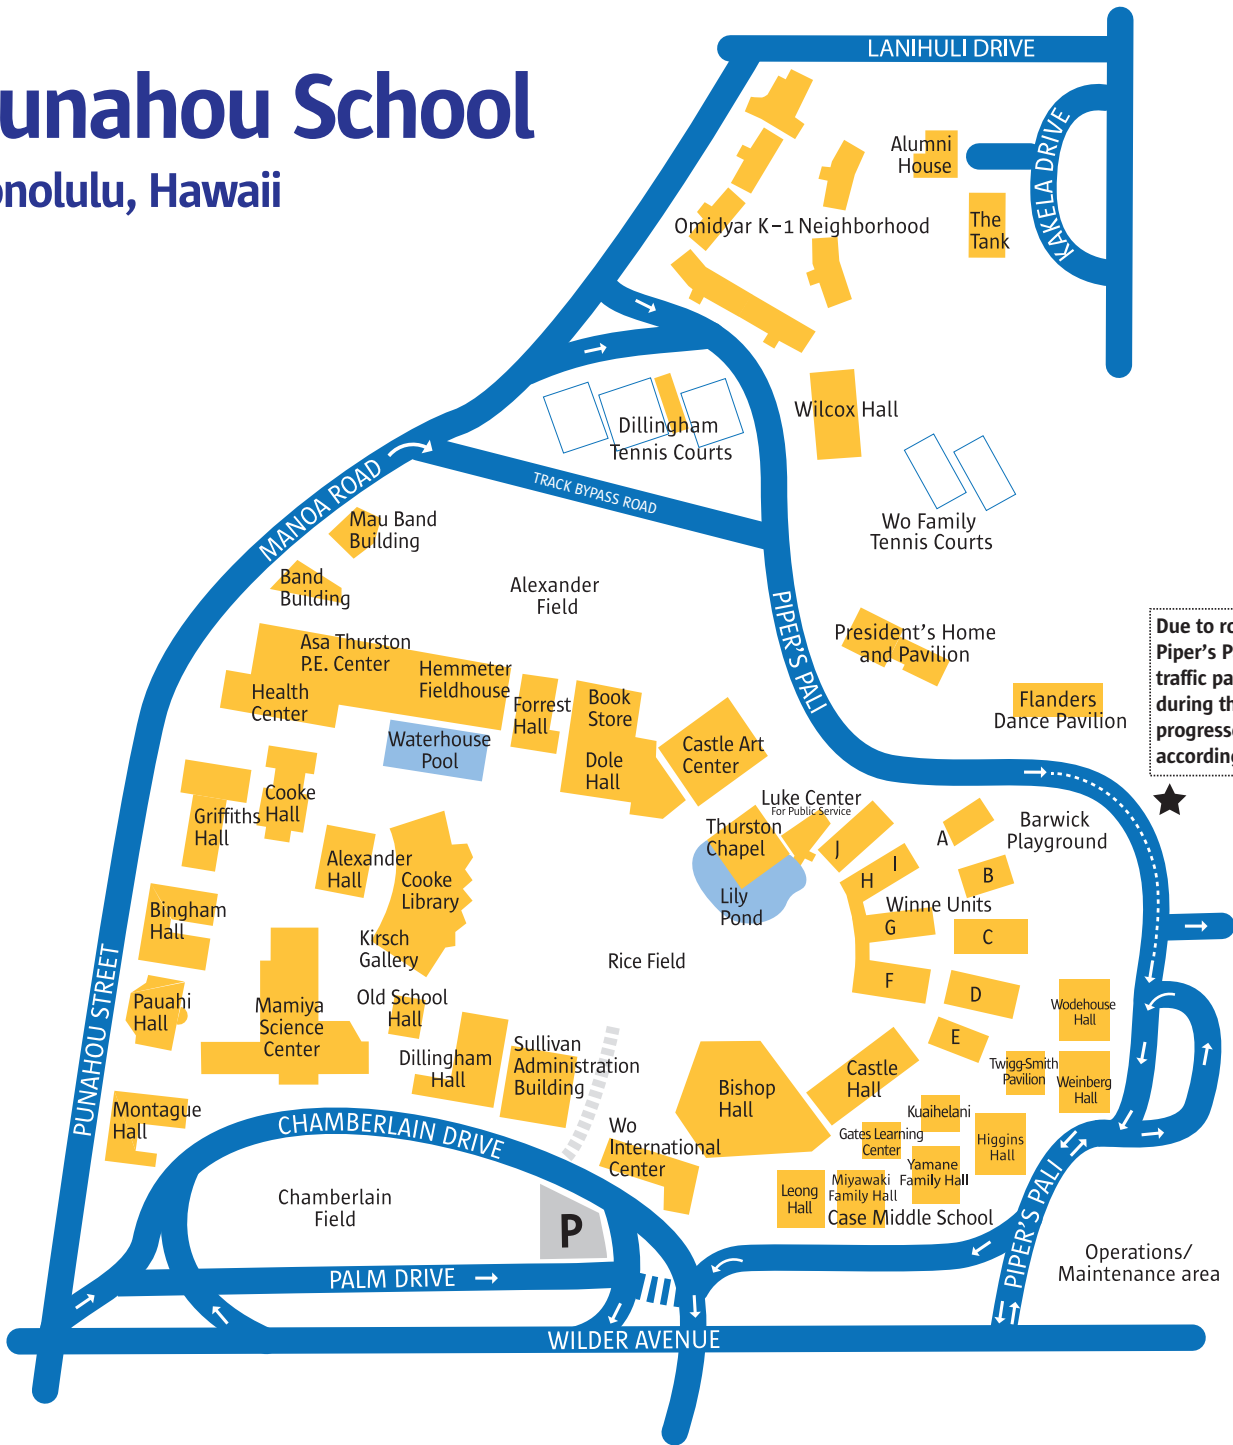 unahou School
onolulu, Hawaii
LANIHULI DRIVE
KAKELA DRIVE
Alumni
House
The
Tank
Omidyar K–1 Neighborhood
Wilcox Hall
Dillingham
Tennis Courts
TRACK BYPASS ROAD
MANOA ROAD
Wo Family
Tennis Courts
Mau Band
Building
Band
Building
Alexander
Field
PIPER'S PALI
President's Home
and Pavilion
Due to ro
Piper's P
traffic pa
during th
progresse
according
Flanders
Dance Pavilion
Asa Thurston
P.E. Center
Hemmeter
Fieldhouse
Health
Center
Forrest
Hall
Book
Store
Dole
Hall
Waterhouse
Pool
Castle Art
Center
Luke Center
For Public Service
Thurston
Chapel
Lily
Pond
Barwick
Playground
Griffiths
Hall
Cooke
Hall
Alexander
Hall
Cooke
Library
J
I
H
G
F
A
B
C
D
E
Winne Units
Bingham
Hall
Kirsch
Gallery
Rice Field
PUNAHOU STREET
Pauahi
Hall
Mamiya
Science
Center
Old School
Hall
Dillingham
Hall
Sullivan
Administration
Building
Bishop
Hall
Castle
Hall
Wodehouse
Hall
Twigg-Smith
Pavilion
Weinberg
Hall
Montague
Hall
CHAMBERLAIN DRIVE
Wo
International
Center
Kuaihelani
Gates Learning
Center
Higgins
Hall
Yamane
Family Hall
Miyawaki
Family Hall
Leong
Hall
Case Middle School
Chamberlain
Field
P
PALM DRIVE
PIPER'S PALI
Operations/
Maintenance area
WILDER AVENUE